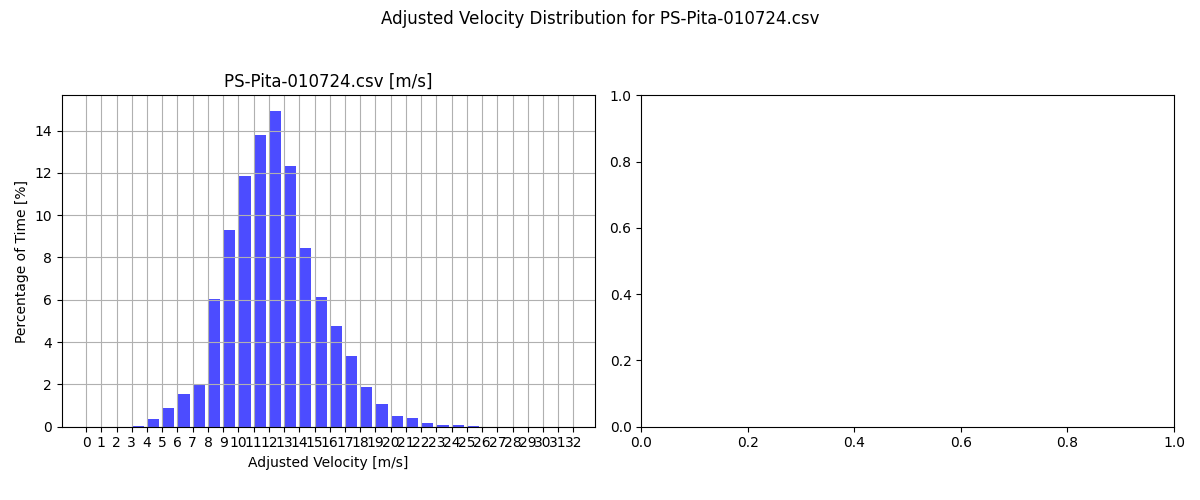 Adjusted Velocity Distribution for PS-Pita-010724.csv
PS-Pita-010724.csv [m/s]
Percentage of Time [%]
14
12
10
8
6
4
2
0
0 1 2 3 4 5 6 7 8 9 10 11 12 13 14 15 16 17 18 19 20 21 22 23 24 25 26 27 28 29 30 31 32
Adjusted Velocity [m/s]
1.0
0.8
0.6
0.4
0.2
0.0
0.0 0.2 0.4 0.6 0.8 1.0